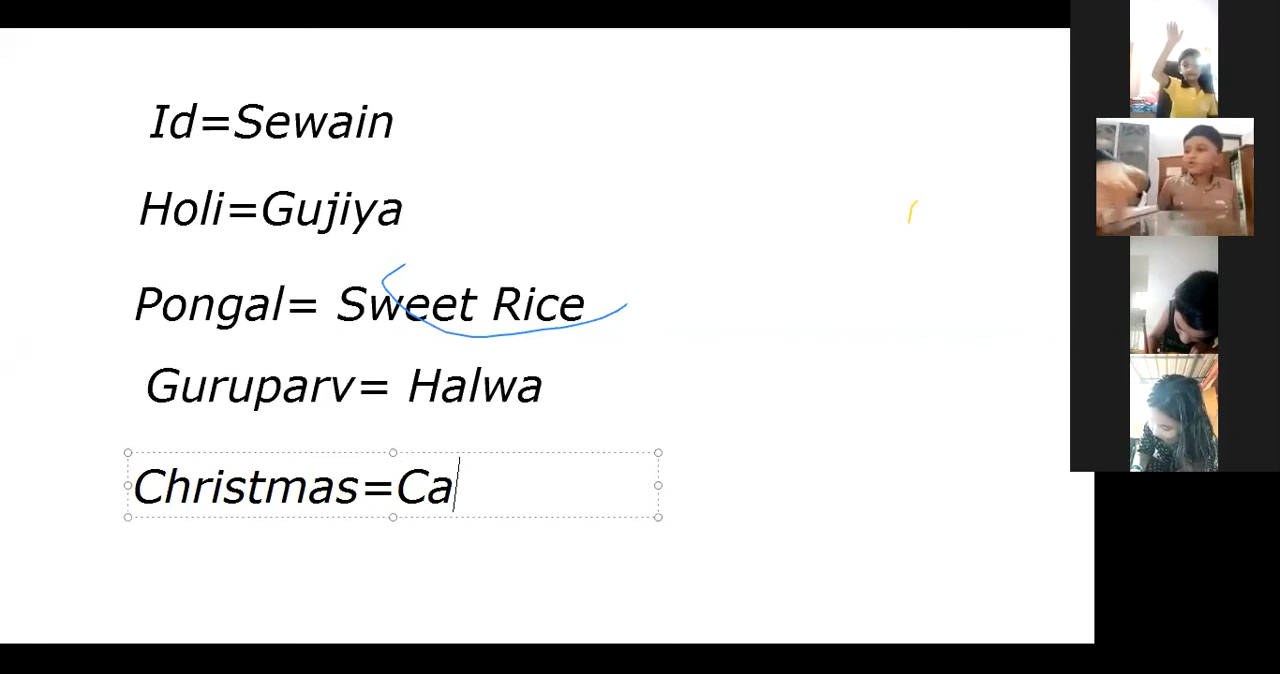 Id=Sewain
Holi=Gujiya
Pongal= Sweet Rice
Guruparv= Halwa
Christmas=Ca